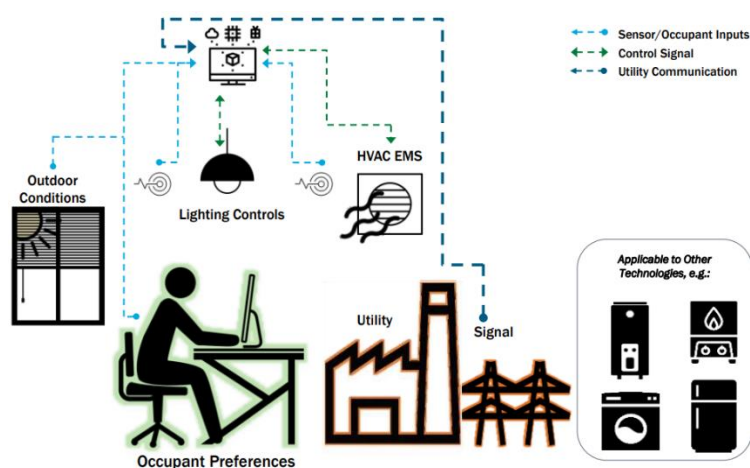 Sensor/Occupant Inputs
Control Signal
Utility Communication
HVAC EMS
Outdoor
Conditions
Lighting Controls
Applicable to Other
Technologies, e.g.:
Utility
Signal
Occupant Preferences